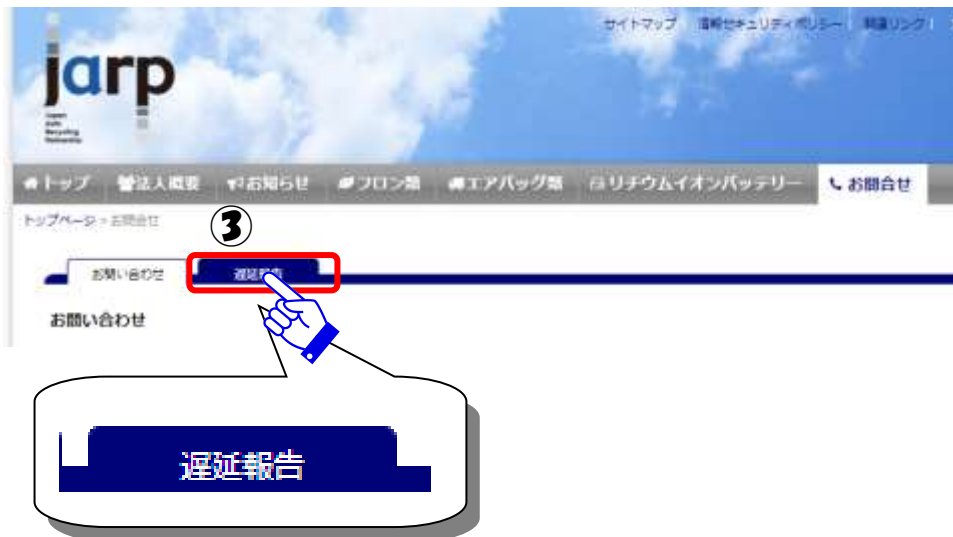 サイトマップ 情報セキュリティポリシー 関連リンク
jarp
Japan
Auto
Recycling
Partnership
トップ 法人概要 お知らせ フロン類 エアバッグ類 リチウムイオンバッテリー お問合せ
トップページ > お問合せ
③
お問い合わせ 遅延報告
お問い合わせ
遅延報告